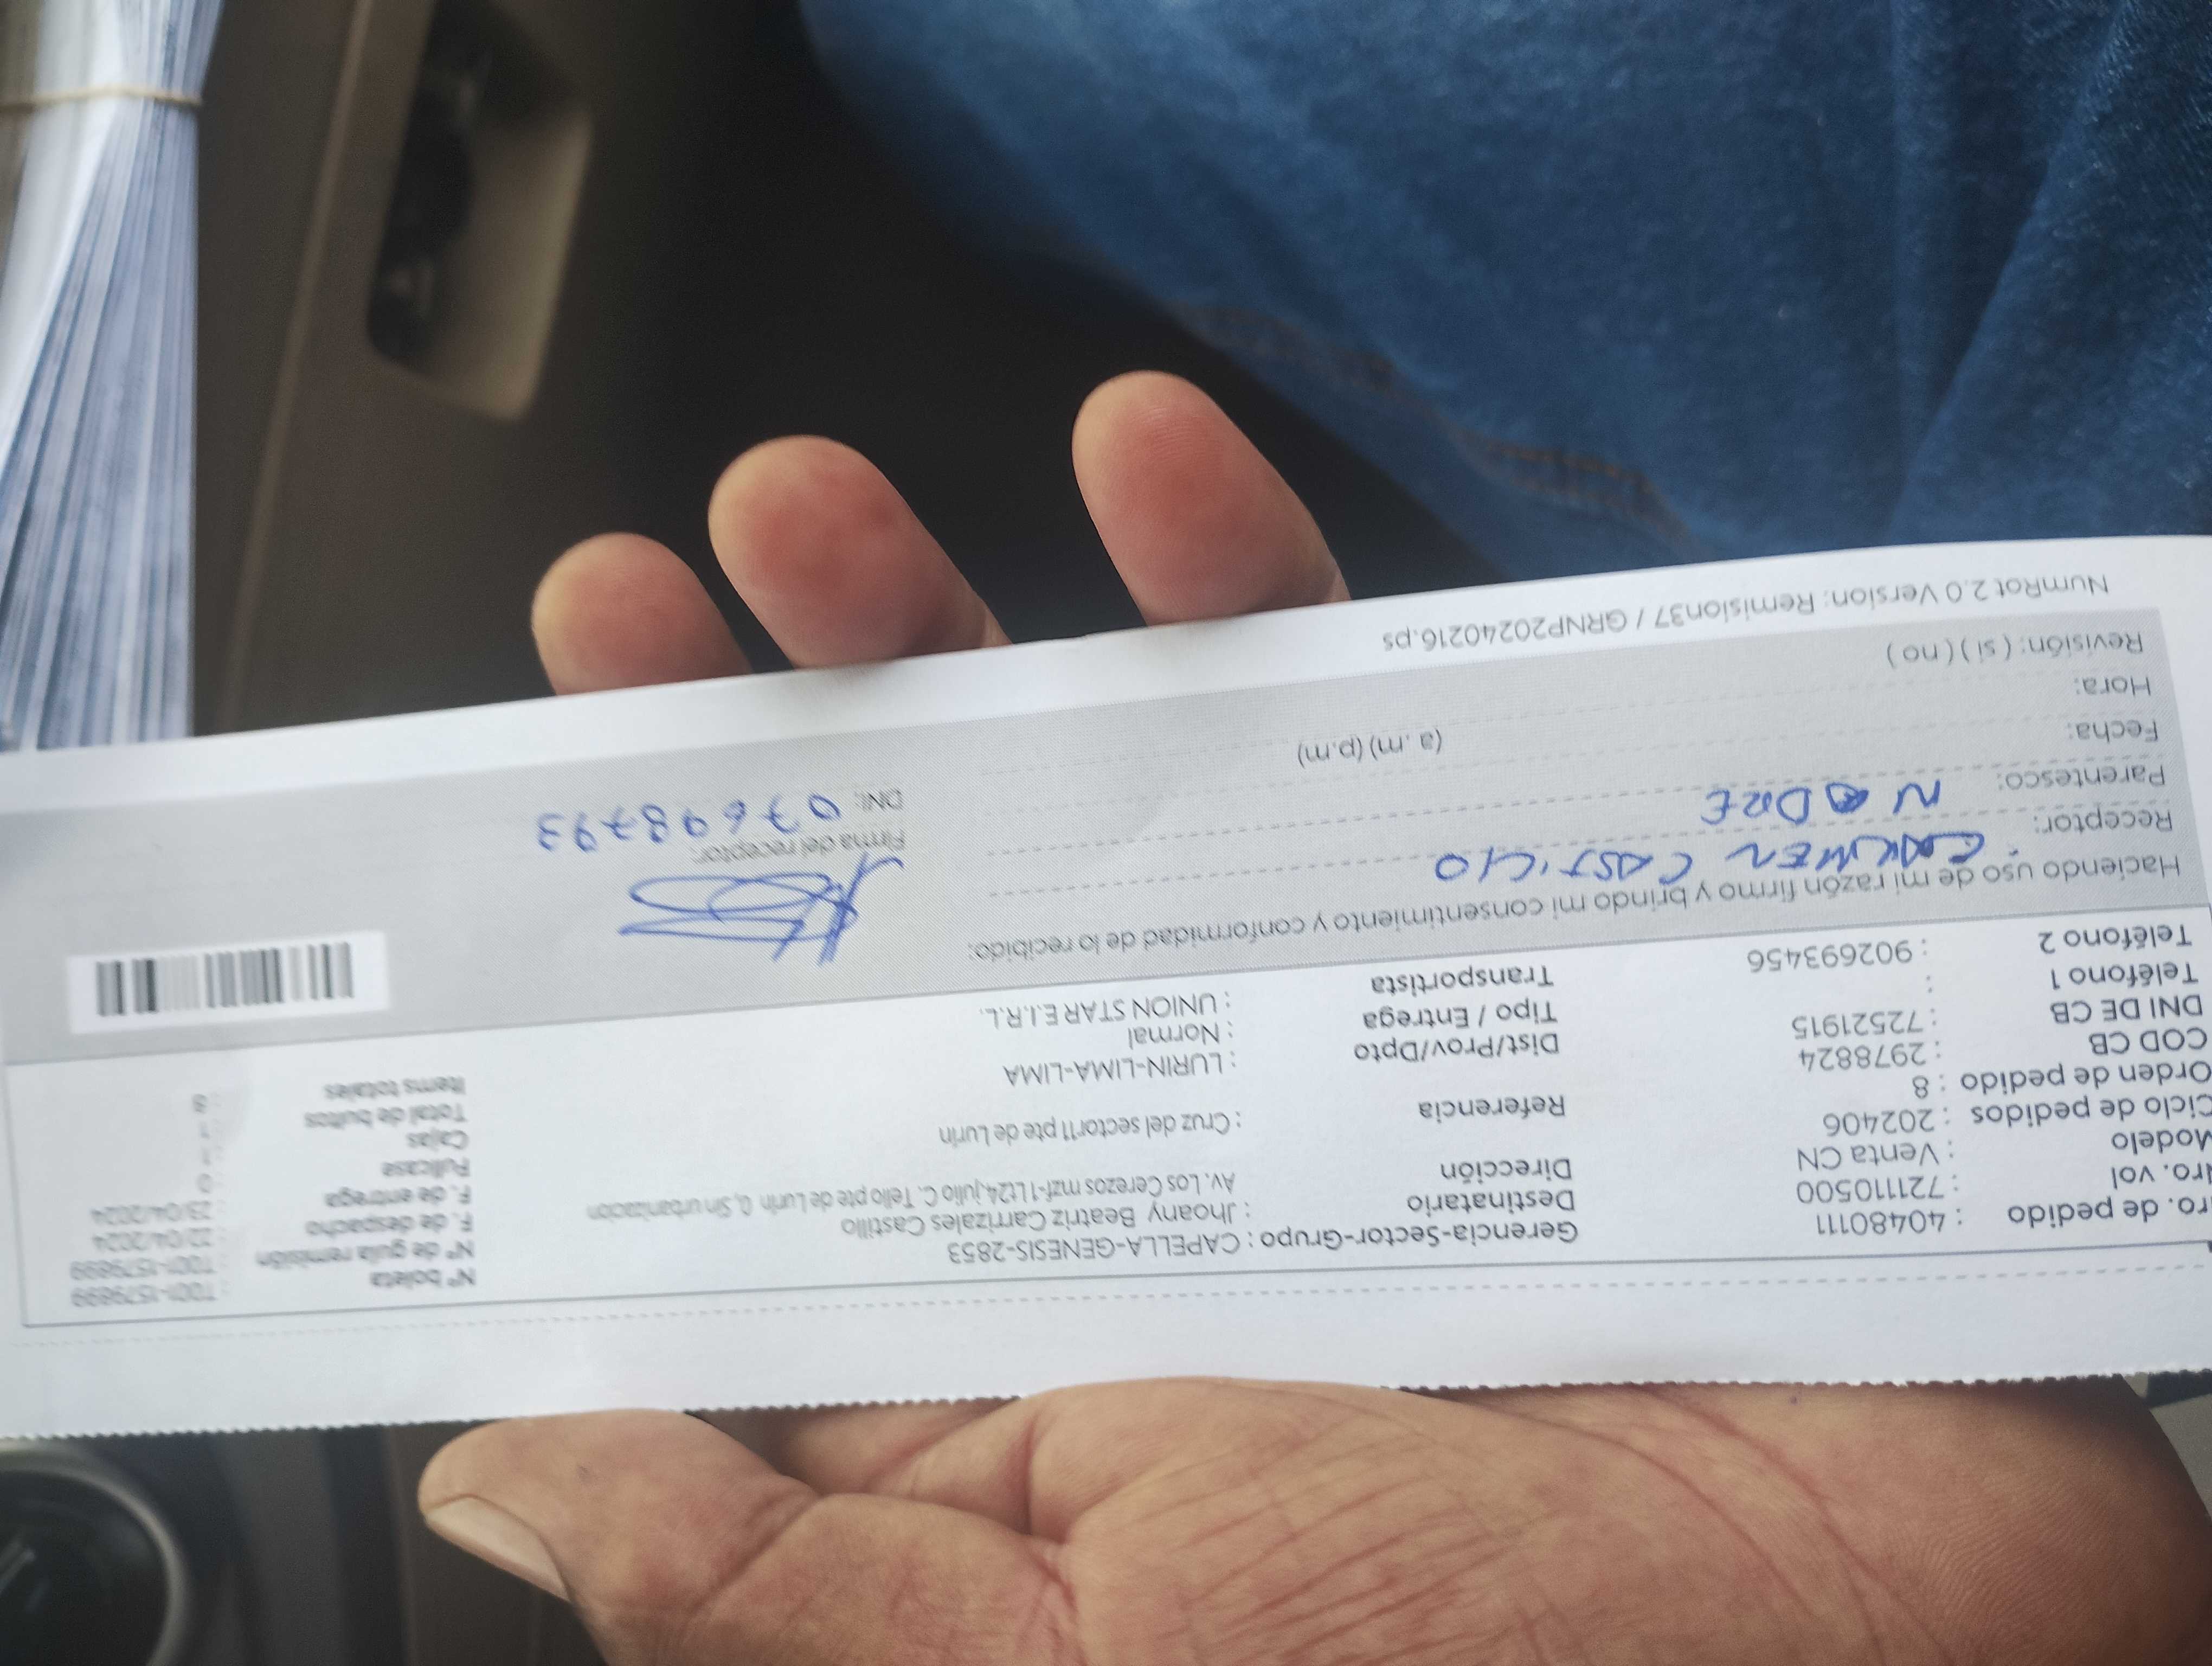 ro. de pedido : 40480111
ro. vol : 721110500
Modelo : Venta CN
Ciclo de pedidos : 202406
Orden de pedido : 8
COD CB : 2978824
DNI DE CB : 72521915
Teléfono 1 :
Teléfono 2 : 902693456
Gerencia-Sector-Grupo : CAPELLA-GENESIS-2853
Destinatario : Jhoany Beatriz Carrizales Castillo
Dirección Av. Los Cerezos mzf-1 Lt24,julio C. Tello pte de Lurin 0, Sin urbanizacion
Referencia : Cruz del sector11 pte de Lurin
Dist/Prov/Dpto : LURIN-LIMA-LIMA
Tipo / Entrega : Normal
Transportista : UNION STAR E.I.R.L.
N° boleta : T001-1579899
N° de guía remisión : T001-1579899
F. de despacho : 22/04/2024
F. de entrega : 23/04/2024
Fullcase : 0
Cajas : 1
Total de bultos : 1
Items totales : 8
Haciendo uso de mi razón firmo y brindo mi consentimiento y conformidad de lo recibido:
Receptor: CARMEN CASTILLO
Parentesco: MADRE
Fecha:
Hora: (a.m) (p.m)
Revisión: ( si ) ( no )
Firma del receptor:
DNI: 07698793
NumRot 2.0 Version: Remision37 / GRNP20240216.ps